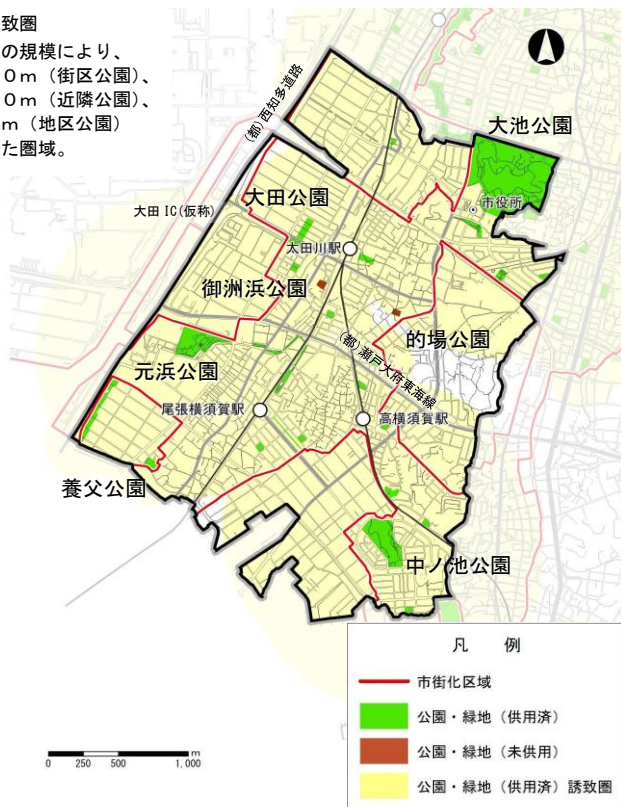 致圏
の規模により、
０ｍ（街区公園）、
０ｍ（近隣公園）、
ｍ（地区公園）
た圏域。
(都)西知多道路
大池公園
市役所
大田公園
大田 IC(仮称)
太田川駅
御洲浜公園
的場公園
(都)瀬戸大府東海線
元浜公園
尾張横須賀駅
高横須賀駅
養父公園
中ノ池公園
凡　例
市街化区域
公園・緑地（供用済）
公園・緑地（未供用）
公園・緑地（供用済）誘致圏
m
0 250 500 1,000